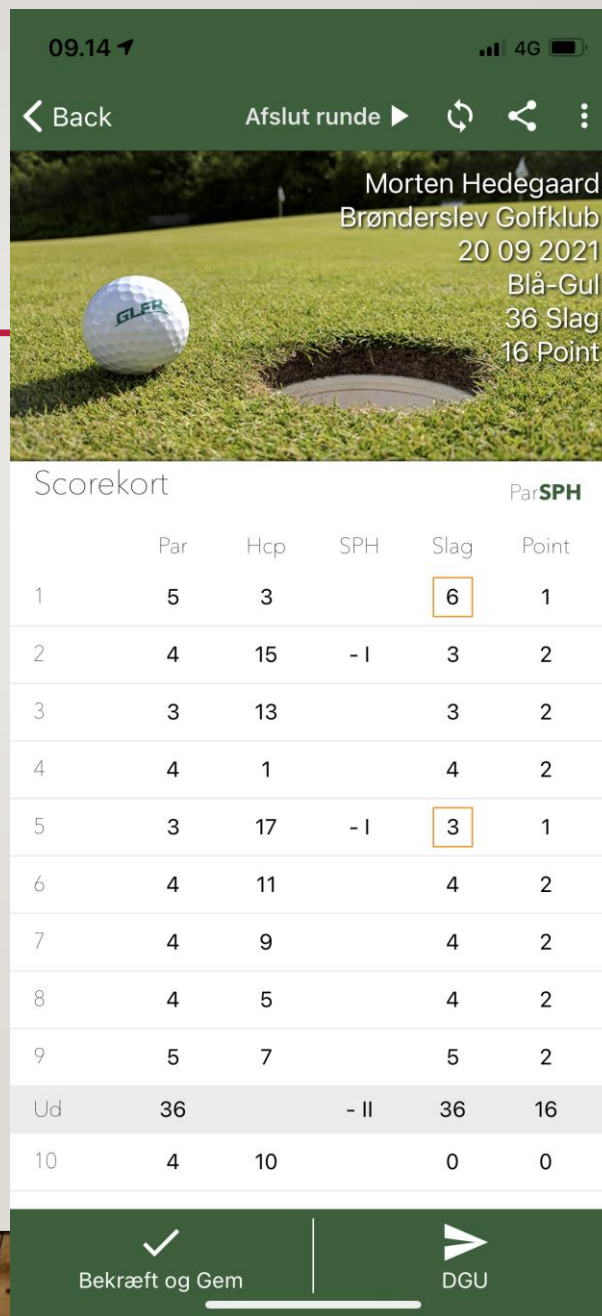 09.14
4G
Back
Afslut runde
Morten Hedegaard
Brønderslev Golfklub
20 09 2021
Blå-Gul
36 Slag
16 Point
GLFR
Scorekort
ParSPH
Par Hcp SPH Slag Point
1 5 3 6 1
2 4 15 - I 3 2
3 3 13 3 2
4 4 1 4 2
5 3 17 - I 3 1
6 4 11 4 2
7 4 9 4 2
8 4 5 4 2
9 5 7 5 2
Ud 36 - II 36 16
10 4 10 0 0
Bekræft og Gem
DGU